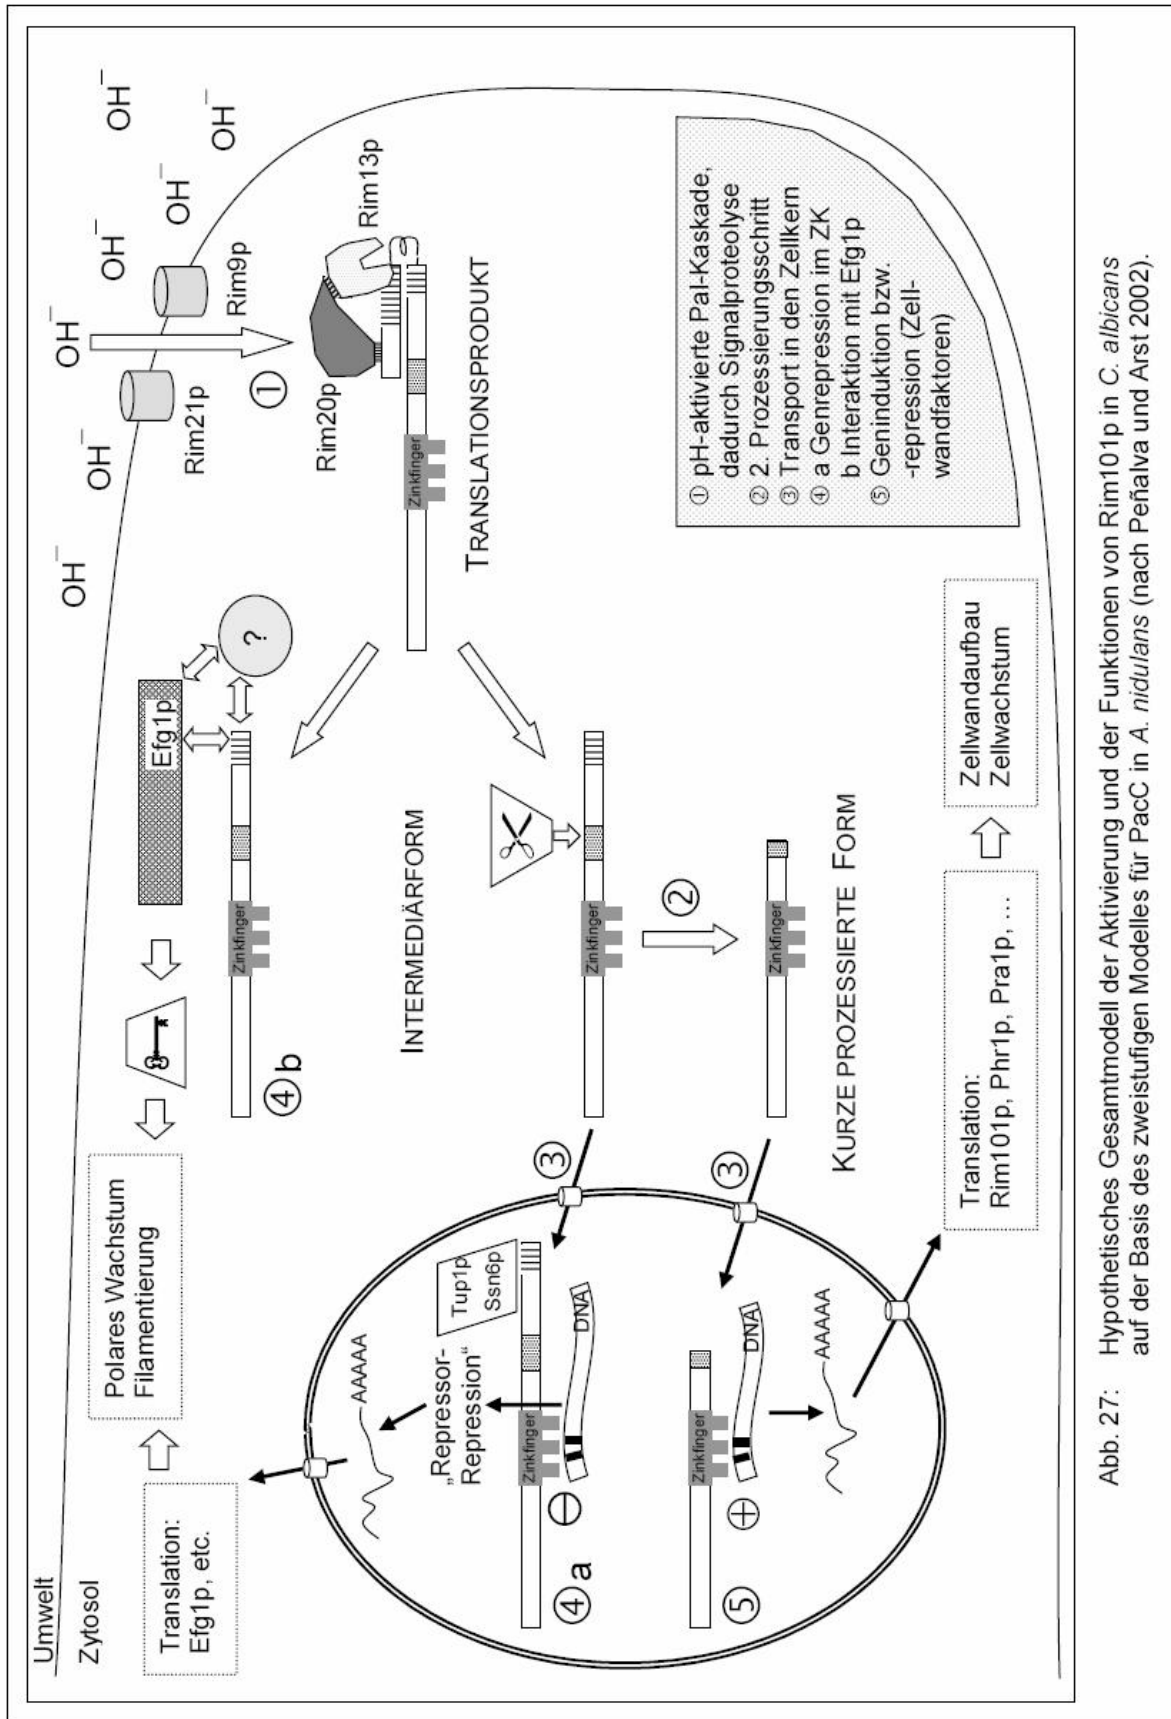 Umwelt
Zytosol
OH⁻
OH⁻
OH⁻
OH⁻
OH⁻
OH⁻
OH⁻
Rim21p
Rim9p
①
Rim20p
Rim13p
Zinkfinger
TRANSLATIONSPRODUKT
Translation:
Efg1p, etc.
Polares Wachstum
Filamentierung
Efg1p
?
Zinkfinger
④b
INTERMEDIÄRFORM
AAAAA
„Repressor-
Repression“
Tup1p
Ssn6p
Zinkfinger
DNA
④a
③
Zinkfinger
②
Zinkfinger
KURZE PROZESSIERTE FORM
③
Zinkfinger
DNA
⑤
AAAAA
Translation:
Rim101p, Phr1p, Pra1p, …
Zellwandaufbau
Zellwachstum
① pH-aktivierte Pal-Kaskade,
dadurch Signalproteolyse
② 2. Prozessierungsschritt
③ Transport in den Zellkern
④ a Genrepression im ZK
b Interaktion mit Efg1p
⑤ Geninduktion bzw.
-repression (Zell-
wandfaktoren)
Abb. 27: Hypothetisches Gesamtmodell der Aktivierung und der Funktionen von Rim101p in C. albicans
auf der Basis des zweistufigen Modelles für PacC in A. nidulans (nach Peñalva und Arst 2002).